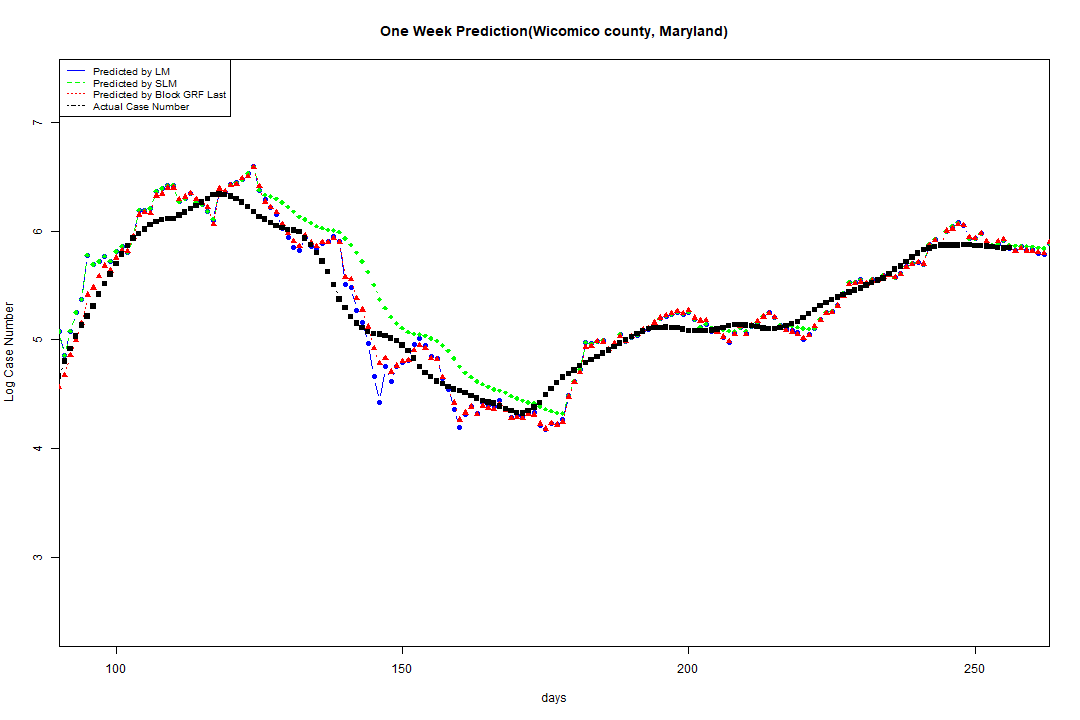 One Week Prediction(Wicomico county, Maryland)
Predicted by LM
Predicted by SLM
Predicted by Block GRF Last
Actual Case Number
7
6
5
4
3
Log Case Number
100 150 200 250
days